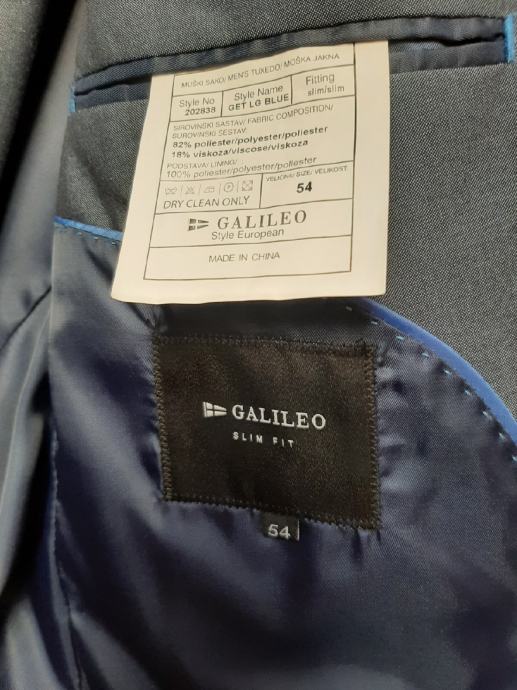 MUŠKI SAKO/ MEN'S TUXEDO/ MOŠKA JAKNA
Style No
202838
Style Name
GET LG BLUE
Fitting
slim/slim
SIROVINSKI SASTAV/ FABRIC COMPOSITION/
SUROVINSKI SESTAV:
82% poliester/polyester/poliester
18% viskoza/viscose/viskoza
PODSTAVA/ LINING/
100% poliester/polyester/poliester
DRY CLEAN ONLY
VELIČINA/ SIZE/ VELIKOST:
54
GALILEO
Style European
MADE IN CHINA
GALILEO
SLIM FIT
54